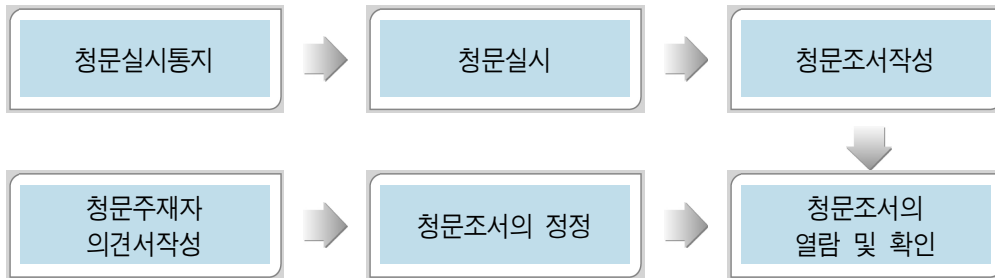 청문실시통지
청문실시
청문조서작성
청문주재자
의견서작성
청문조서의 정정
청문조서의
열람 및 확인